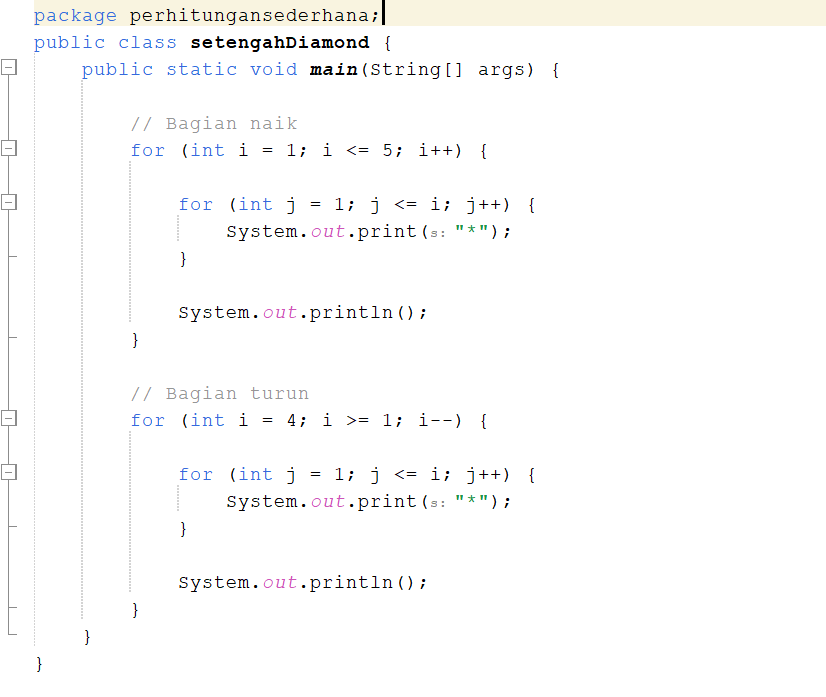 package perhitungansederhana;
public class setengahDiamond {
    public static void main(String[] args) {

        // Bagian naik
        for (int i = 1; i <= 5; i++) {

            for (int j = 1; j <= i; j++) {
                System.out.print(s: "*");
            }

            System.out.println();
        }

        // Bagian turun
        for (int i = 4; i >= 1; i--) {

            for (int j = 1; j <= i; j++) {
                System.out.print(s: "*");
            }

            System.out.println();
        }
    }
}